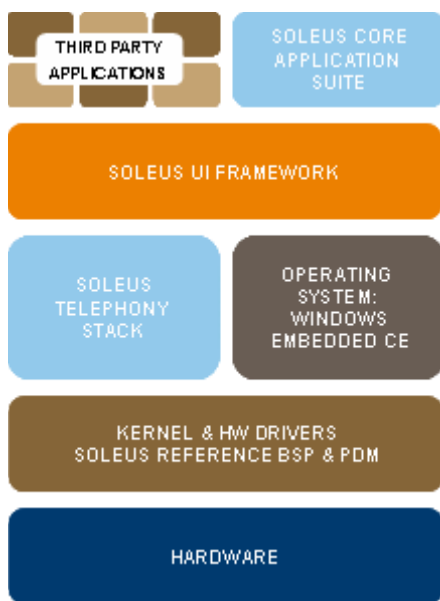 THIRD PARTY
APPLICATIONS
SOLEUS CORE
APPLICATION
SUITE
SOLEUS UI FRAMEWORK
SOLEUS
TELEPHONY
STACK
OPERATING
SYSTEM:
WINDOWS
EMBEDDED CE
KERNEL & HW DRIVERS
SOLEUS REFERENCE BSP & PDM
HARDWARE